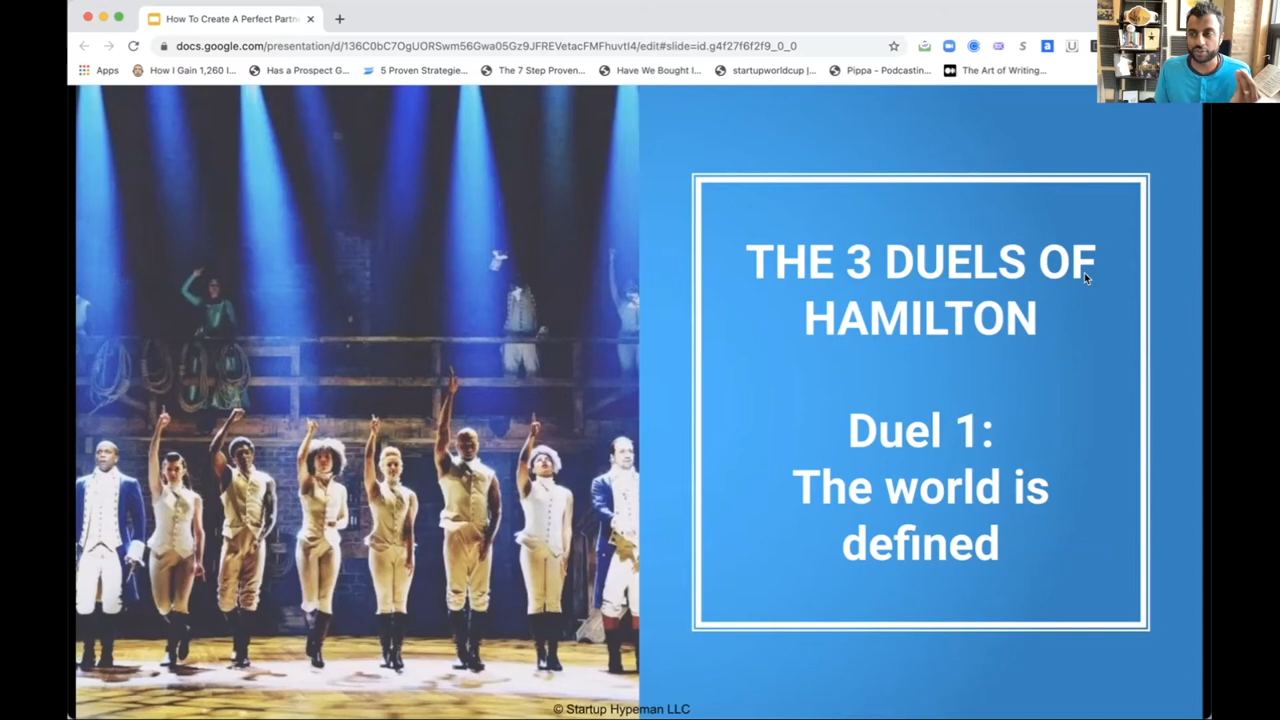 How To Create A Perfect Partn
docs.google.com/presentation/d/136C0bC7OgUORSwm56Gwa05Gz9JFREVetacFMFhuvtI4/edit#slide=id.g4f27f6f2f9_0_0
Apps
How I Gain 1,260 I...
Has a Prospect G...
5 Proven Strategie...
The 7 Step Proven...
Have We Bought I...
startupworldcup |...
Pippa - Podcastin...
The Art of Writing...
THE 3 DUELS OF
HAMILTON
Duel 1:
The world is
defined
© Startup Hypeman LLC